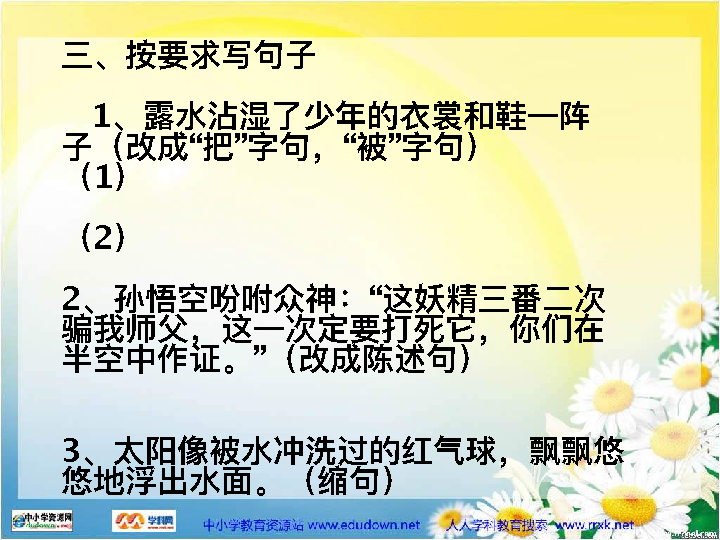 三、按要求写句子
1、露水沾湿了少年的衣裳和鞋一阵
子（改成“把”字句，“被”字句）
（1）
（2）
2、孙悟空吩咐众神：“这妖精三番二次
骗我师父，这一次定要打死它，你们在
半空中作证。”（改成陈述句）
3、太阳像被水冲洗过的红气球，飘飘悠
悠地浮出水面。（缩句）
中小学资源网 学科网 中小学教育资源站 www.edudown.net 人人学科教育搜索 www.rrxk.net